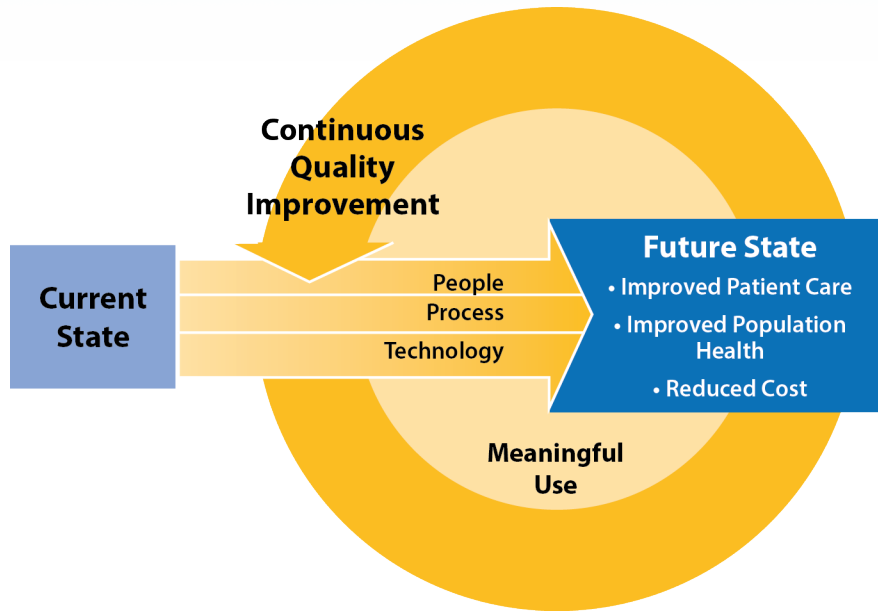 Continuous
Quality
Improvement
Current
State
People
Process
Technology
Future State
• Improved Patient Care
• Improved Population
Health
• Reduced Cost
Meaningful
Use